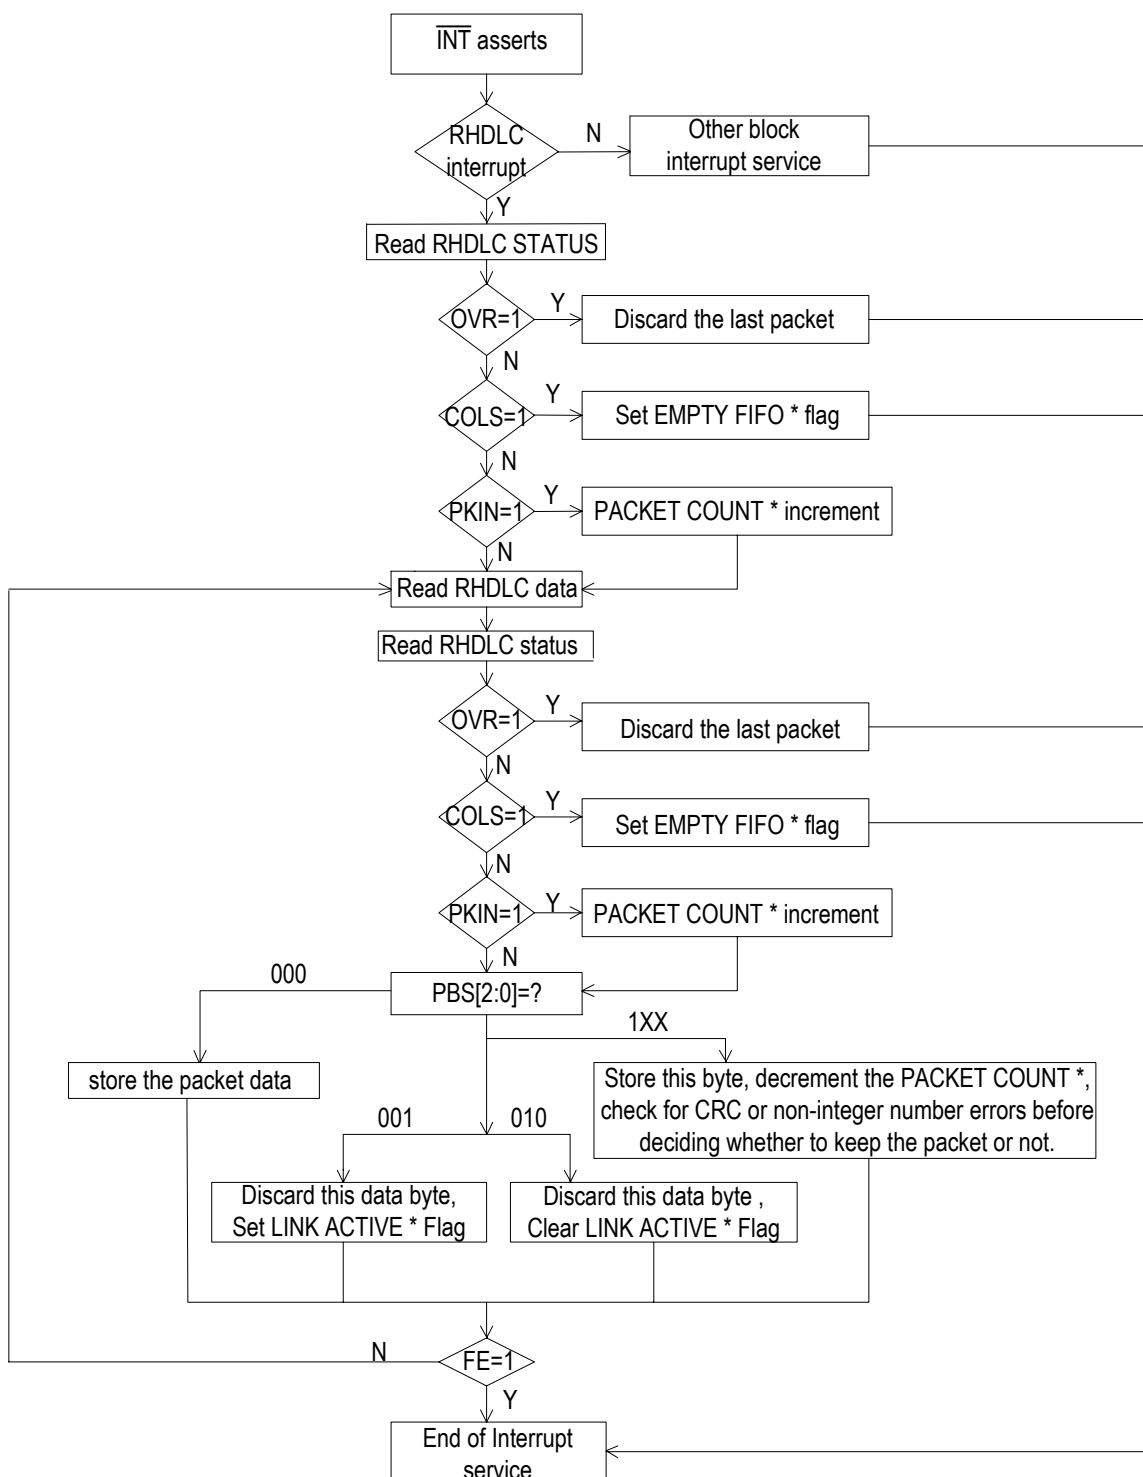 INT asserts
RHDLC
interrupt
N
Other block
interrupt service
Y
Read RHDLC STATUS
OVR=1
Y
Discard the last packet
N
COLS=1
Y
Set EMPTY FIFO * flag
N
PKIN=1
Y
PACKET COUNT * increment
N
Read RHDLC data
Read RHDLC status
OVR=1
Y
Discard the last packet
N
COLS=1
Y
Set EMPTY FIFO * flag
N
PKIN=1
Y
PACKET COUNT * increment
N
000
PBS[2:0]=?
1XX
store the packet data
Store this byte, decrement the PACKET COUNT *,
check for CRC or non-integer number errors before
deciding whether to keep the packet or not.
001
010
Discard this data byte,
Set LINK ACTIVE * Flag
Discard this data byte ,
Clear LINK ACTIVE * Flag
N
FE=1
Y
End of Interrupt
service